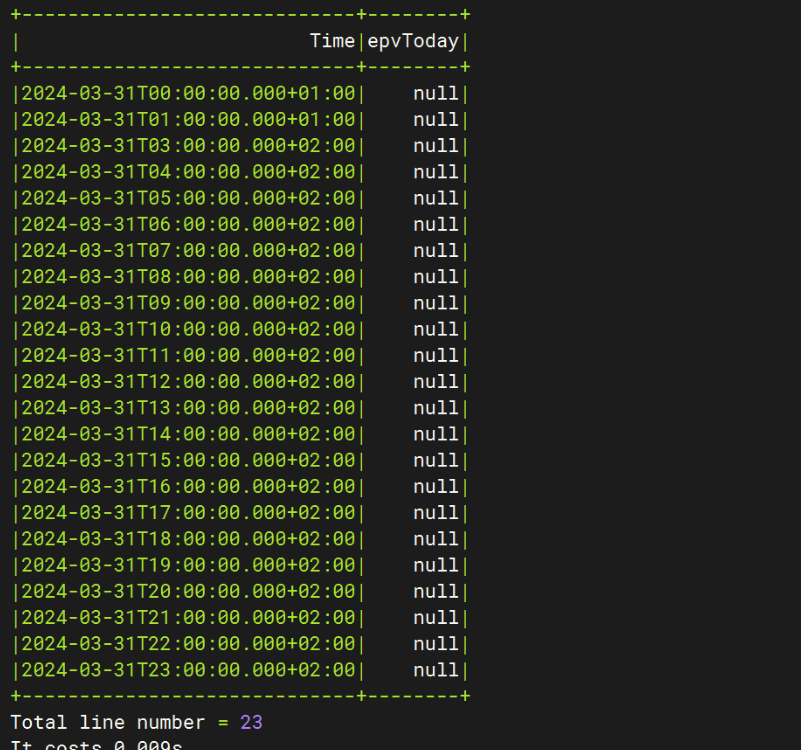 +-----------------------------+--------+
|                         Time|epvToday|
+-----------------------------+--------+
|2024-03-31T00:00:00.000+01:00|    null|
|2024-03-31T01:00:00.000+01:00|    null|
|2024-03-31T03:00:00.000+02:00|    null|
|2024-03-31T04:00:00.000+02:00|    null|
|2024-03-31T05:00:00.000+02:00|    null|
|2024-03-31T06:00:00.000+02:00|    null|
|2024-03-31T07:00:00.000+02:00|    null|
|2024-03-31T08:00:00.000+02:00|    null|
|2024-03-31T09:00:00.000+02:00|    null|
|2024-03-31T10:00:00.000+02:00|    null|
|2024-03-31T11:00:00.000+02:00|    null|
|2024-03-31T12:00:00.000+02:00|    null|
|2024-03-31T13:00:00.000+02:00|    null|
|2024-03-31T14:00:00.000+02:00|    null|
|2024-03-31T15:00:00.000+02:00|    null|
|2024-03-31T16:00:00.000+02:00|    null|
|2024-03-31T17:00:00.000+02:00|    null|
|2024-03-31T18:00:00.000+02:00|    null|
|2024-03-31T19:00:00.000+02:00|    null|
|2024-03-31T20:00:00.000+02:00|    null|
|2024-03-31T21:00:00.000+02:00|    null|
|2024-03-31T22:00:00.000+02:00|    null|
|2024-03-31T23:00:00.000+02:00|    null|
+-----------------------------+--------+
Total line number = 23
It costs 0.009s